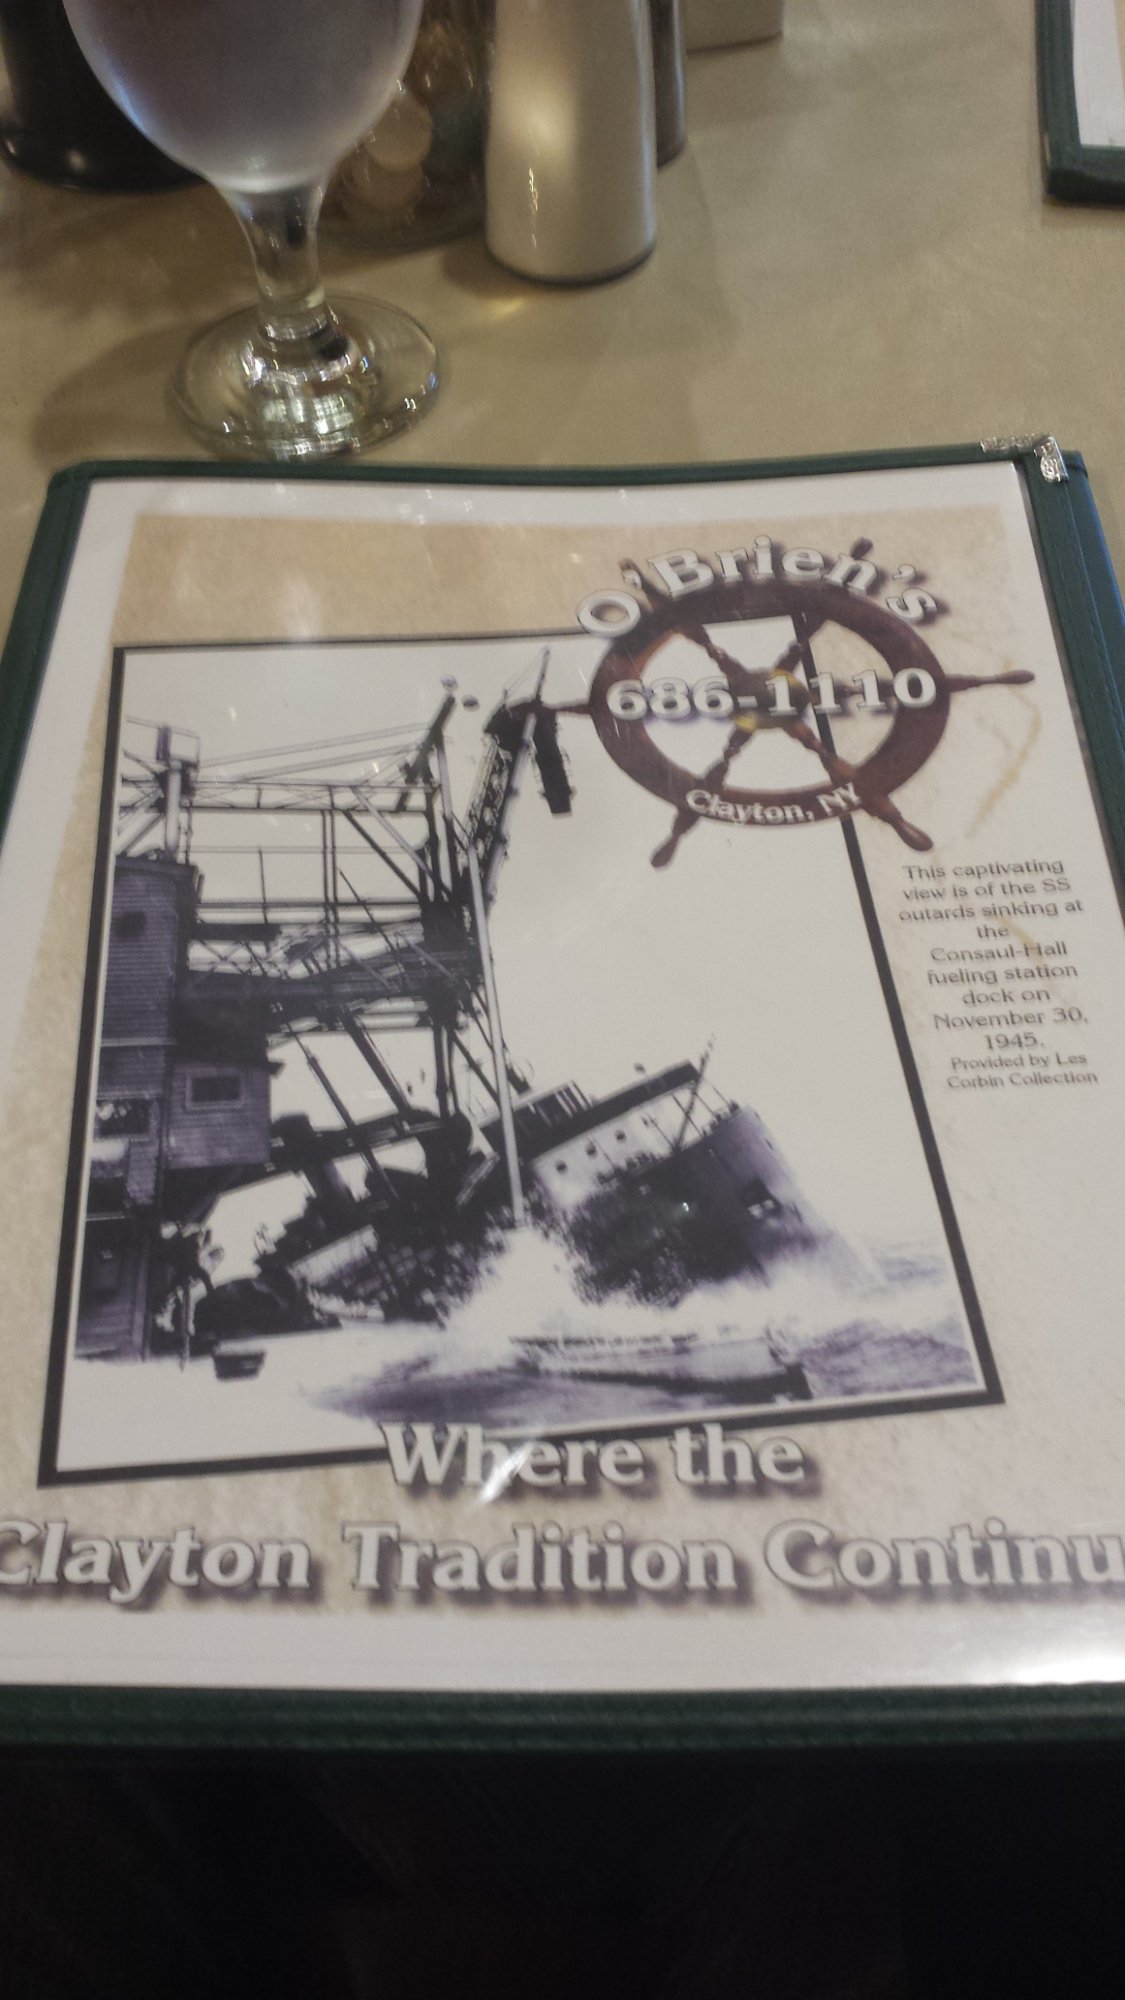 O'Brien's
686-1110
Clayton, NY
This captivating
view is of the SS
outards sinking at
the
Consaul-Hall
fueling station
dock on
November 30,
1945.
Provided by Les
Corbin Collection
Where the
Clayton Tradition Continu